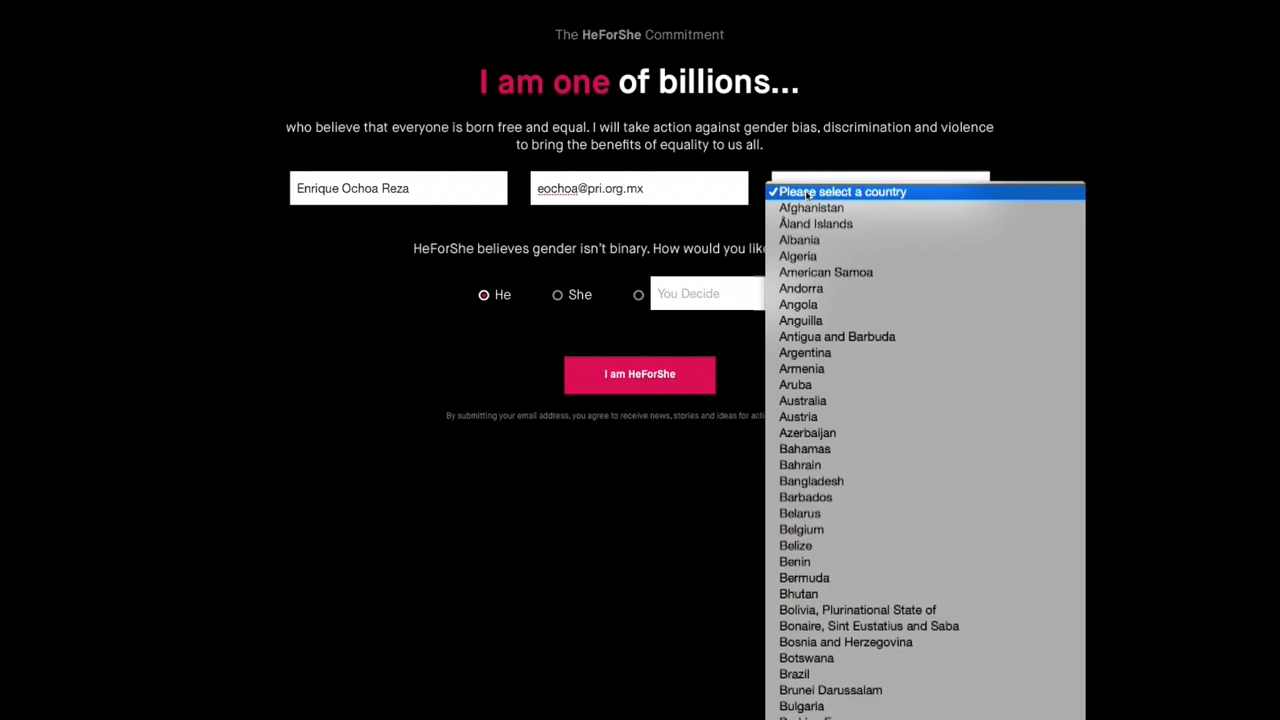 The HeForShe Commitment
I am one of billions...
who believe that everyone is born free and equal. I will take action against gender bias, discrimination and violence
to bring the benefits of equality to us all.
Enrique Ochoa Reza
eochoa@pri.org.mx
HeForShe believes gender isn't binary. How would you like
He
She
You Decide
I am HeForShe
By submitting your email address, you agree to receive news, stories and ideas for
✓Please select a country
Afghanistan
Åland Islands
Albania
Algeria
American Samoa
Andorra
Angola
Anguilla
Antigua and Barbuda
Argentina
Armenia
Aruba
Australia
Austria
Azerbaijan
Bahamas
Bahrain
Bangladesh
Barbados
Belarus
Belgium
Belize
Benin
Bermuda
Bhutan
Bolivia, Plurinational State of
Bonaire, Sint Eustatius and Saba
Bosnia and Herzegovina
Botswana
Brazil
Brunei Darussalam
Bulgaria